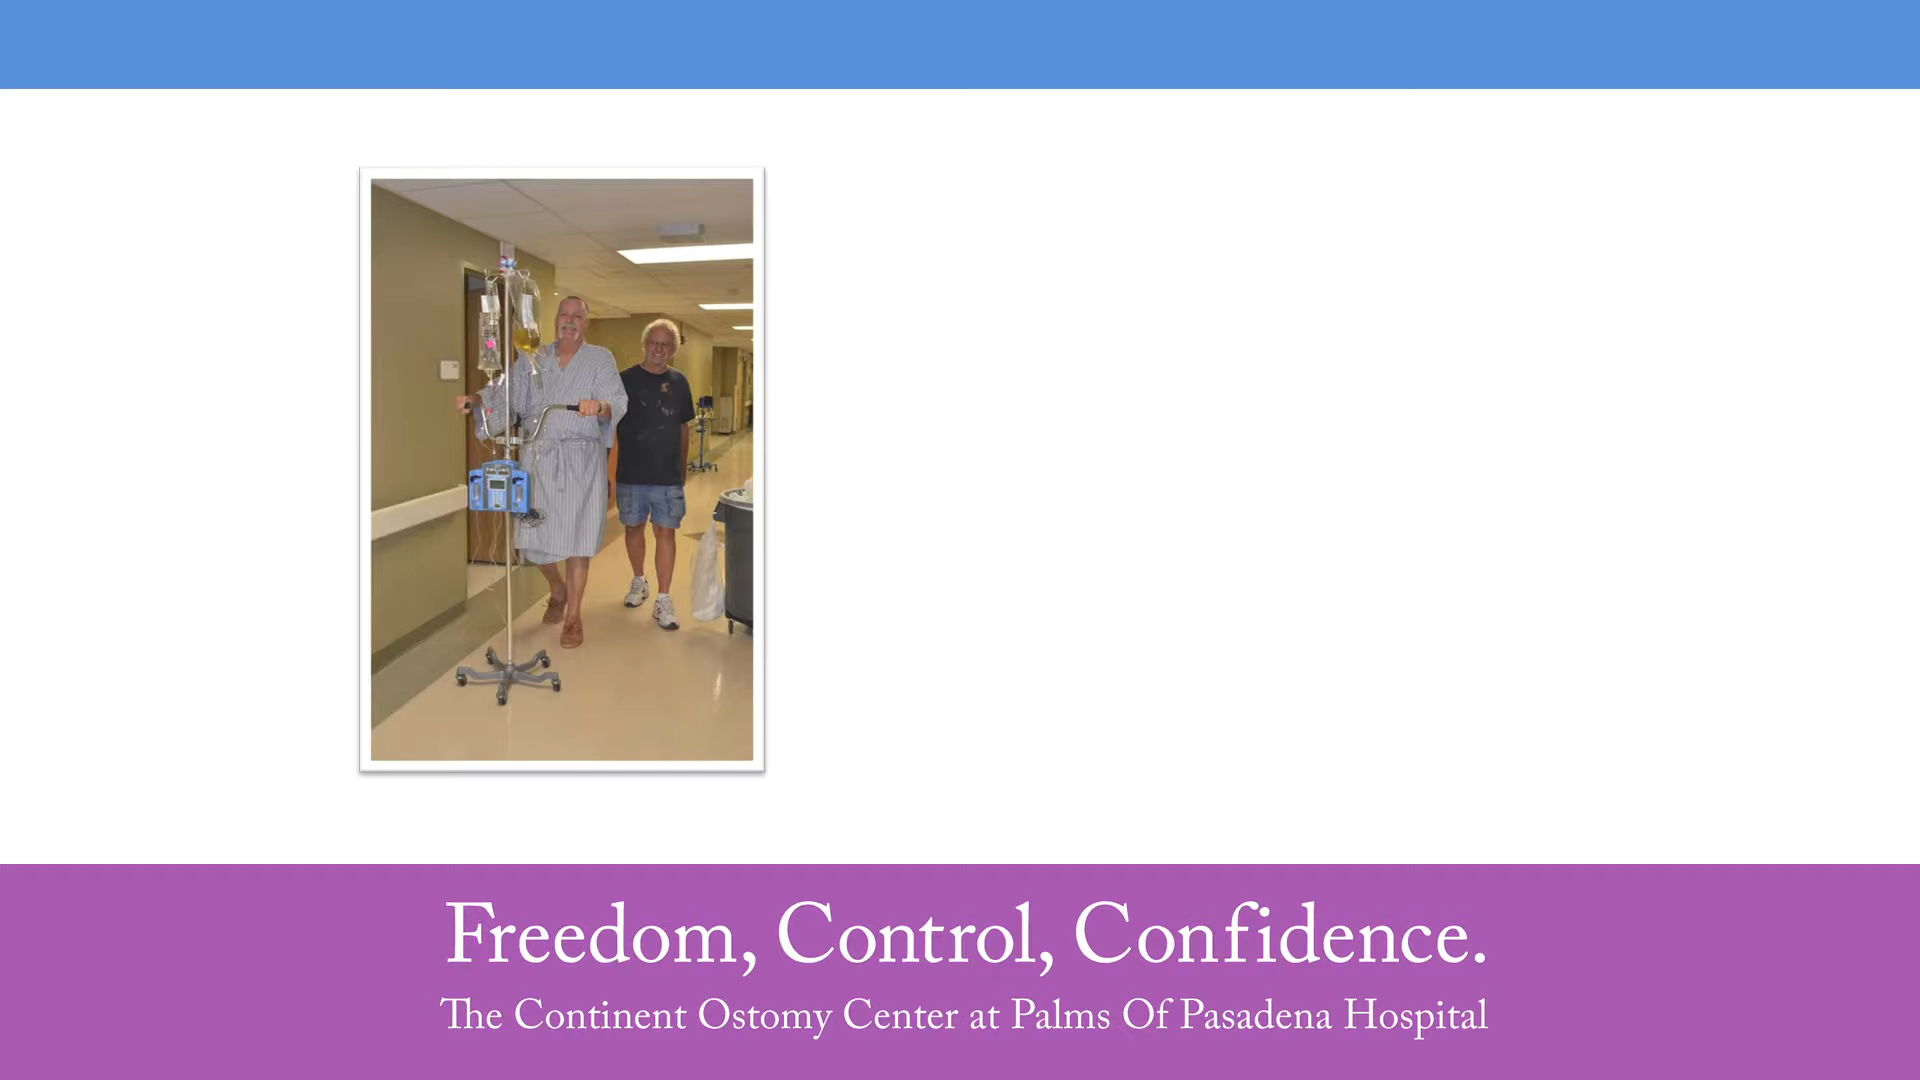 Freedom, Control, Confidence.
The Continent Ostomy Center at Palms Of Pasadena Hospital